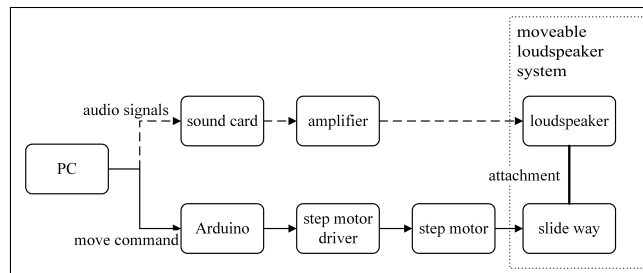 moveable
loudspeaker
system
audio signals
sound card
amplifier
loudspeaker
PC
attachment
move command
Arduino
step motor
driver
step motor
slide way